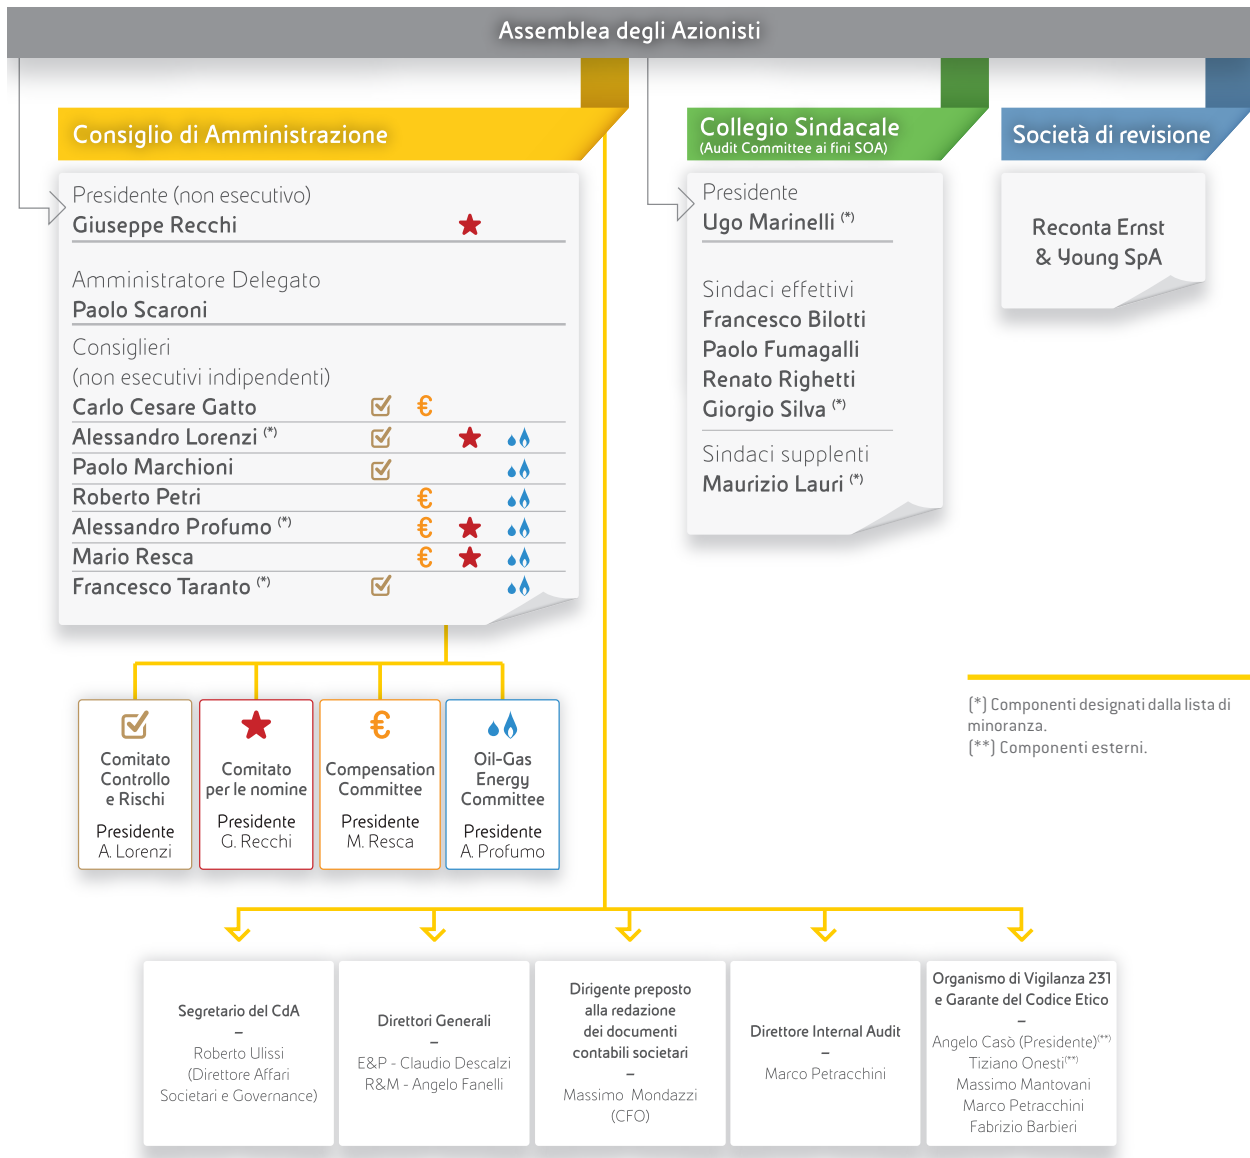 Assemblea degli Azionisti
Consiglio di Amministrazione
Presidente (non esecutivo)
Giuseppe Recchi
Amministratore Delegato
Paolo Scaroni
Consiglieri
(non esecutivi indipendenti)
Carlo Cesare Gatto €
Alessandro Lorenzi (*)
Paolo Marchioni
Roberto Petri €
Alessandro Profumo (*) €
Mario Resca €
Francesco Taranto (*)
Collegio Sindacale
(Audit Committee ai fini SOA)
Presidente
Ugo Marinelli (*)
Sindaci effettivi
Francesco Bilotti
Paolo Fumagalli
Renato Righetti
Giorgio Silva (*)
Sindaci supplenti
Maurizio Lauri (*)
Società di revisione
Reconta Ernst
& Young SpA
Comitato
Controllo
e Rischi
Presidente
A. Lorenzi
Comitato
per le nomine
Presidente
G. Recchi
€
Compensation
Committee
Presidente
M. Resca
Oil-Gas
Energy
Committee
Presidente
A. Profumo
(*) Componenti designati dalla lista di
minoranza.
(**) Componenti esterni.
Segretario del CdA
–
Roberto Ulissi
(Direttore Affari
Societari e Governance)
Direttori Generali
–
E&P - Claudio Descalzi
R&M - Angelo Fanelli
Dirigente preposto
alla redazione
dei documenti
contabili societari
–
Massimo Mondazzi
(CFO)
Direttore Internal Audit
–
Marco Petracchini
Organismo di Vigilanza 231
e Garante del Codice Etico
–
Angelo Casò (Presidente)(**)
Tiziano Onesti(**)
Massimo Mantovani
Marco Petracchini
Fabrizio Barbieri